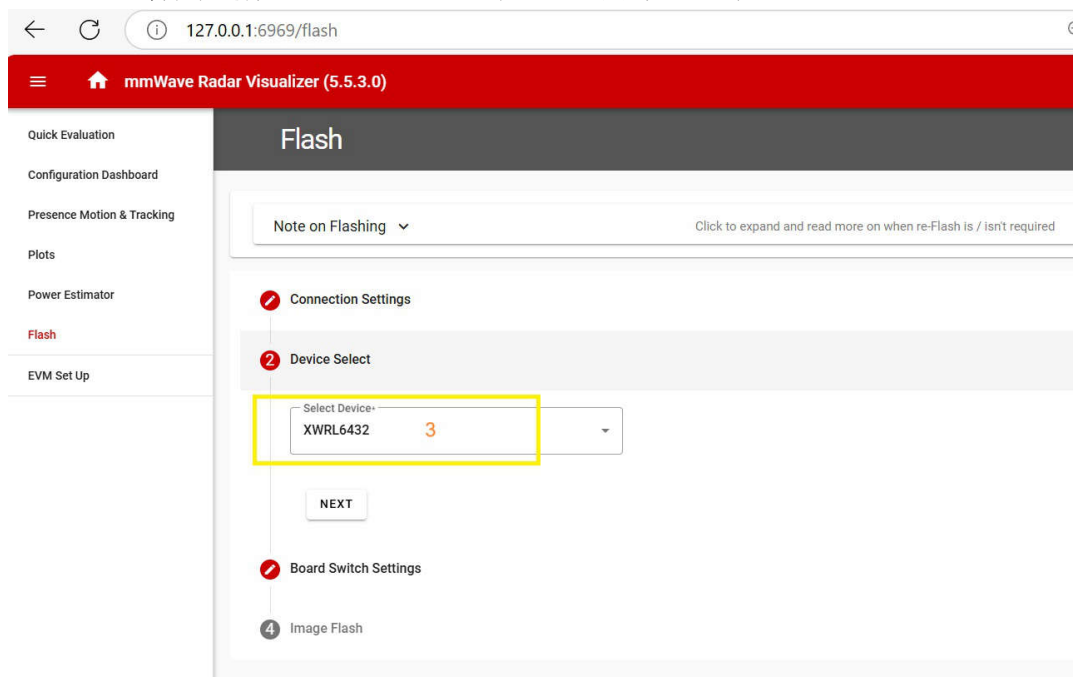 127.0.0.1:6969/flash
mmWave Radar Visualizer (5.5.3.0)
Quick Evaluation
Configuration Dashboard
Presence Motion & Tracking
Plots
Power Estimator
Flash
EVM Set Up
Flash
Note on Flashing
Click to expand and read more on when re-Flash is / isn't required
Connection Settings
2 Device Select
Select Device*
XWRL6432 3
NEXT
Board Switch Settings
4 Image Flash